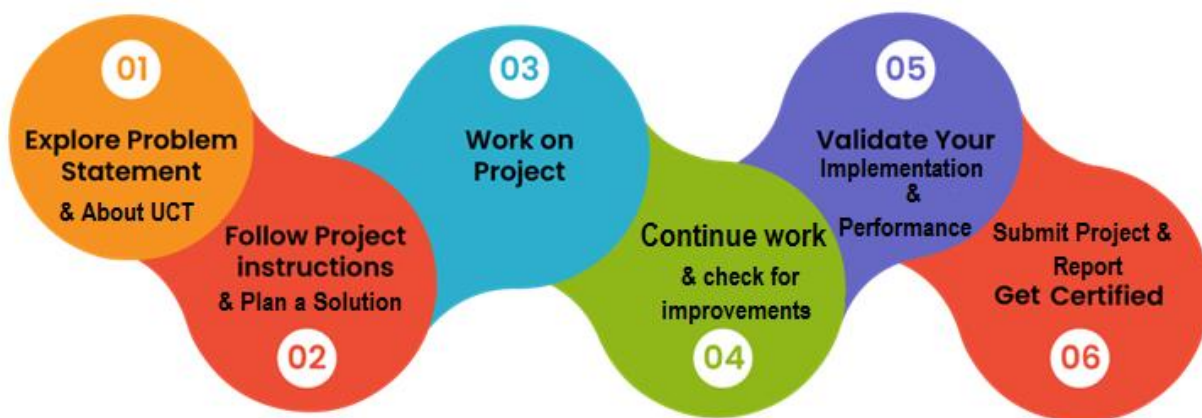 01
Explore Problem
Statement
& About UCT
Follow Project
instructions
& Plan a Solution
02
03
Work on
Project
Continue work
& check for
improvements
04
05
Validate Your
Implementation
&
Performance
Submit Project &
Report
Get Certified
06